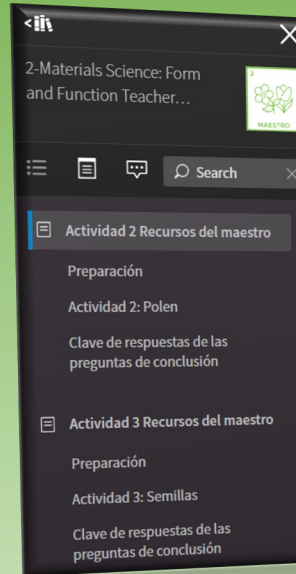 2-Materials Science: Form
and Function Teacher...
2
MAESTRO
Search
Actividad 2 Recursos del maestro
Preparación
Actividad 2: Polen
Clave de respuestas de las
preguntas de conclusión
Actividad 3 Recursos del maestro
Preparación
Actividad 3: Semillas
Clave de respuestas de las
preguntas de conclusión